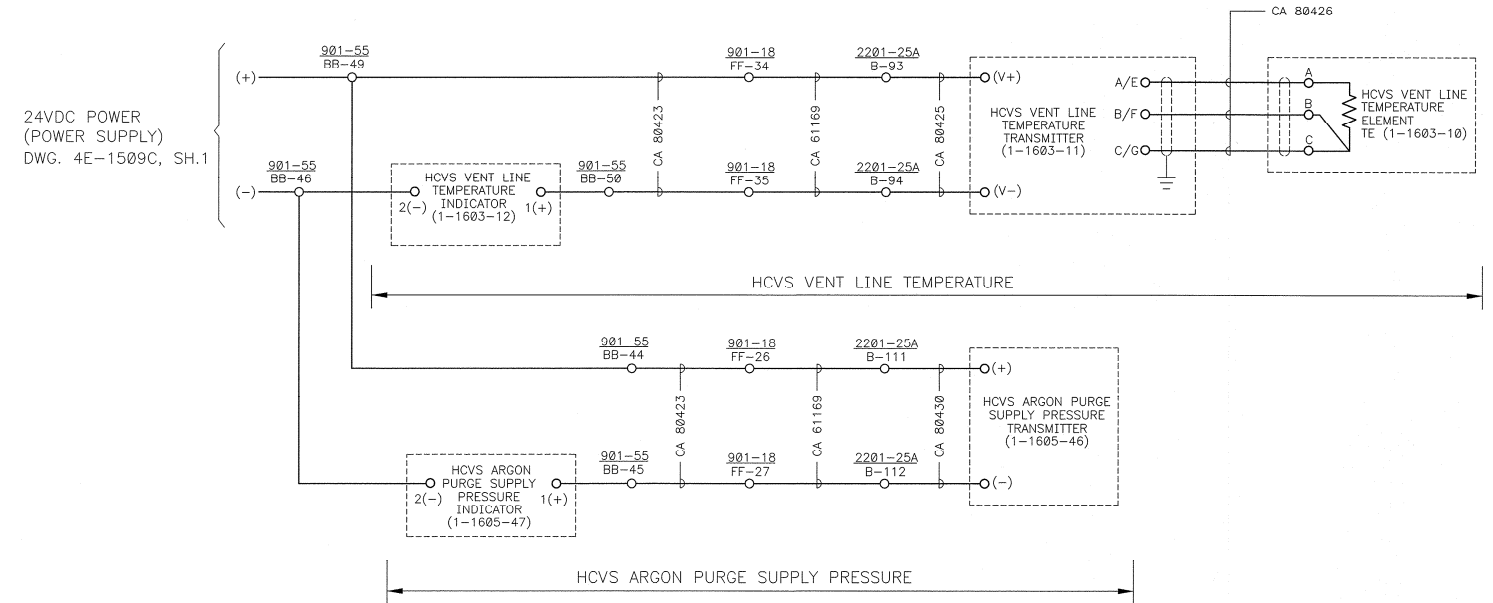 CA 80426
901-55
BB-49
901-18
FF-34
2201-25A
B-93
(+)
(V+)
A/E
A
24VDC POWER
(POWER SUPPLY)
DWG. 4E-1509C, SH.1
CA 80423
CA 61169
CA 80425
HCVS VENT LINE
TEMPERATURE
TRANSMITTER
(1-1603-11)
B/F
B
C/G
C
HCVS VENT LINE
TEMPERATURE
ELEMENT
TE (1-1603-10)
901-55
BB-46
(-)
HCVS VENT LINE
TEMPERATURE
INDICATOR
(1-1603-12)
2(-)
1(+)
901-55
BB-50
901-18
FF-35
2201-25A
B-94
(V-)
HCVS VENT LINE TEMPERATURE
901 55
BB-44
901-18
FF-26
2201-25A
B-111
(+)
CA 80423
CA 61169
CA 80430
HCVS ARGON PURGE
SUPPLY PRESSURE
TRANSMITTER
(1-1605-46)
HCVS ARGON
PURGE SUPPLY
PRESSURE
INDICATOR
(1-1605-47)
2(-)
1(+)
901-55
BB-45
901-18
FF-27
2201-25A
B-112
(-)
HCVS ARGON PURGE SUPPLY PRESSURE